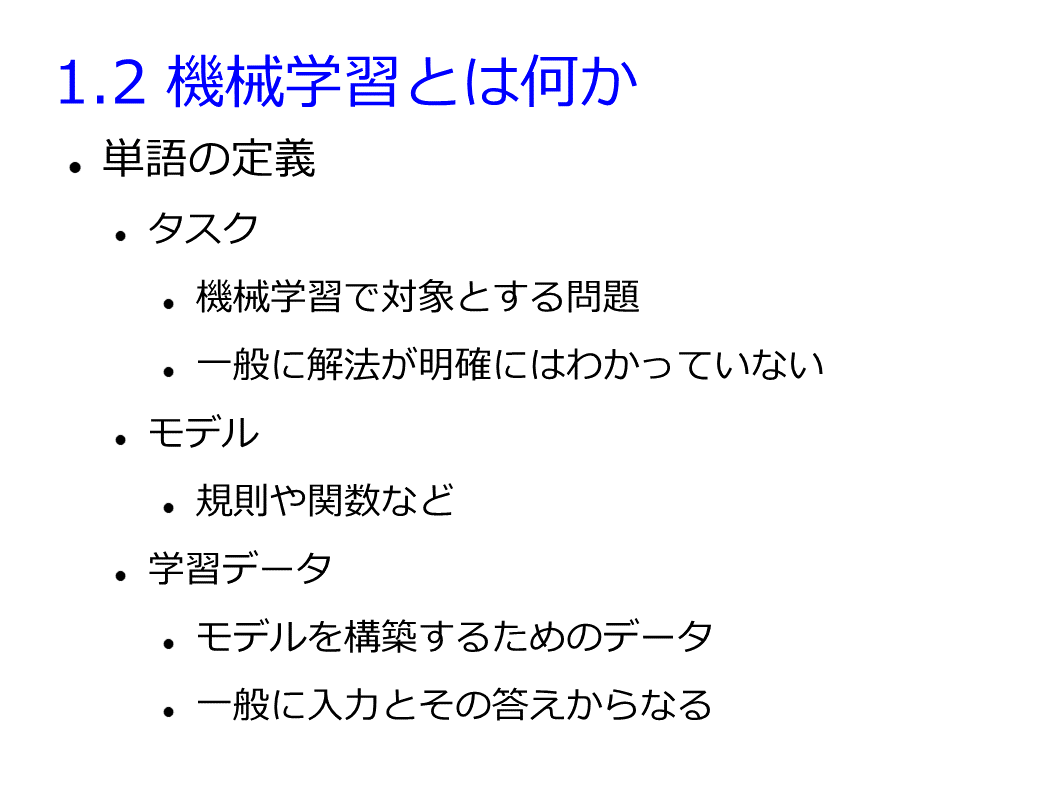 1.2 機械学習とは何か
● 単語の定義
● タスク
● 機械学習で対象とする問題
● 一般に解法が明確にはわかっていない
● モデル
● 規則や関数など
● 学習データ
● モデルを構築するためのデータ
● 一般に入力とその答えからなる